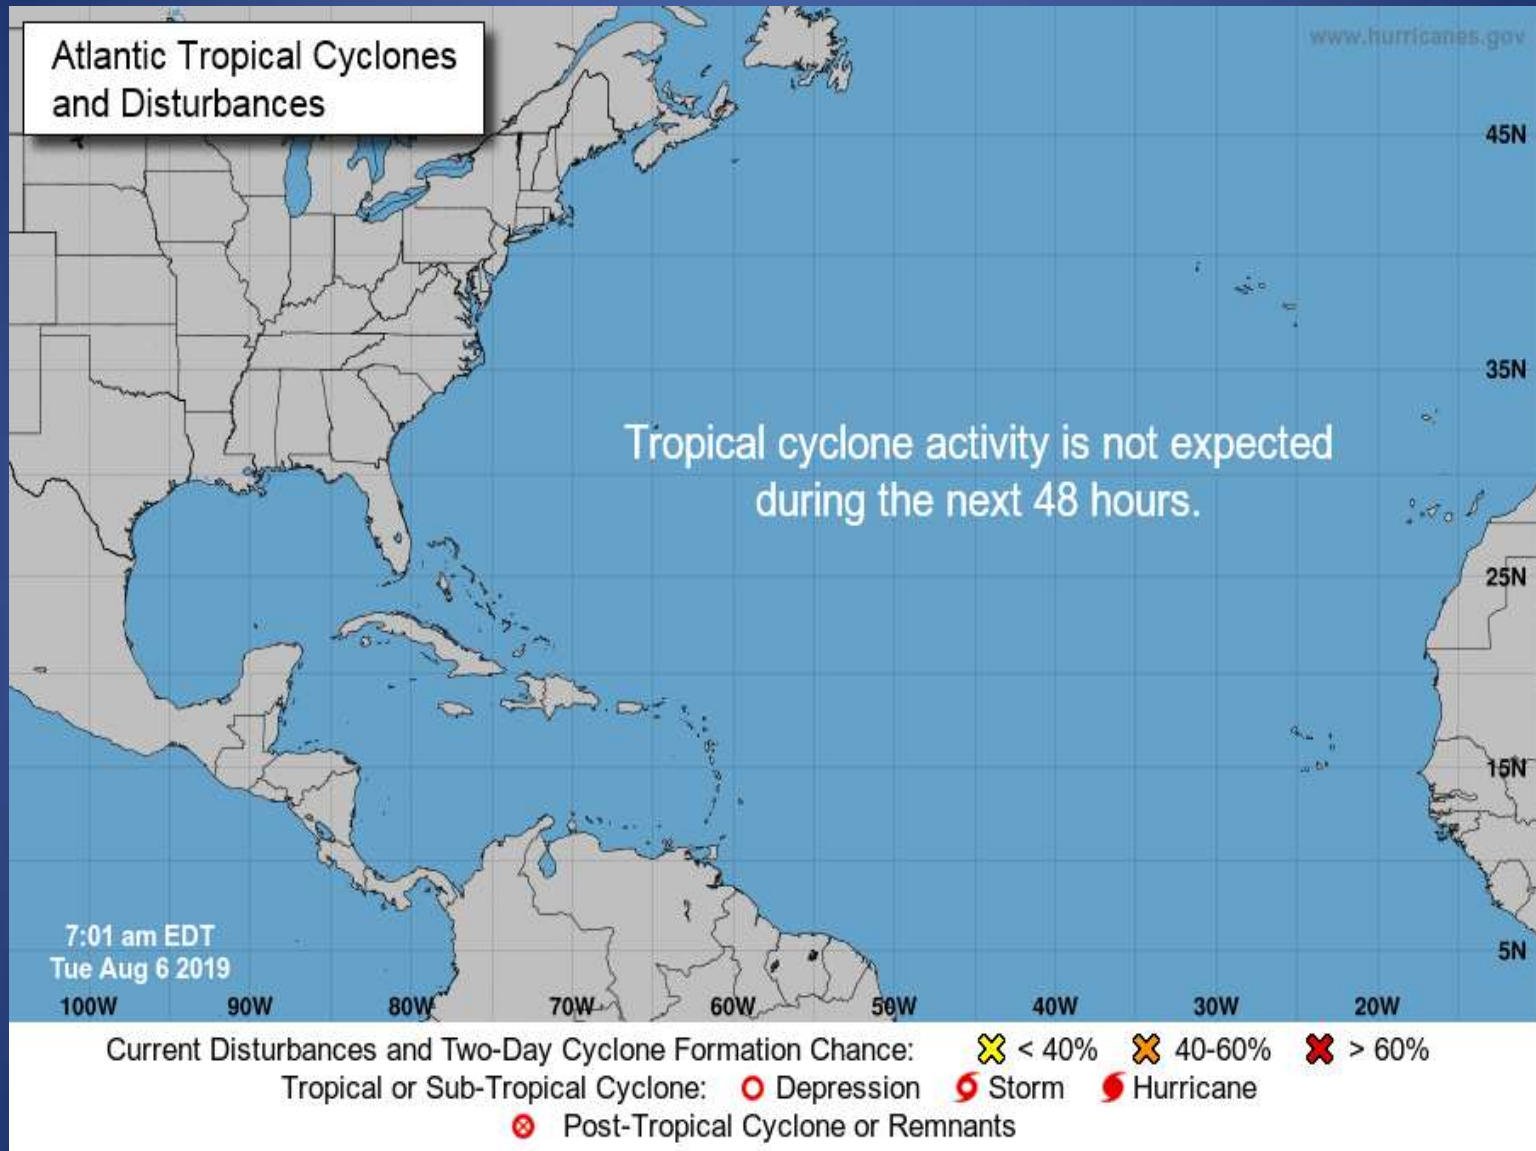 Atlantic Tropical Cyclones
and Disturbances
www.hurricanes.gov
45N
35N
Tropical cyclone activity is not expected
during the next 48 hours.
25N
15N
7:01 am EDT
Tue Aug 6 2019
5N
100W 90W 80W 70W 60W 50W 40W 30W 20W
Current Disturbances and Two-Day Cyclone Formation Chance: < 40% 40-60% > 60%
Tropical or Sub-Tropical Cyclone: Depression Storm Hurricane
Post-Tropical Cyclone or Remnants